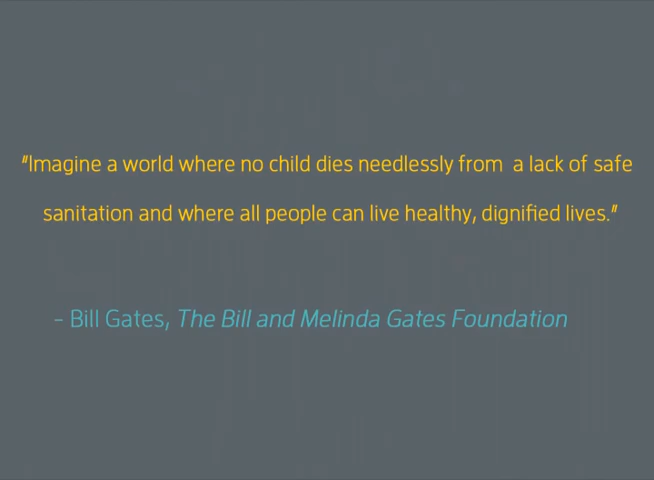 "Imagine a world where no child dies needlessly from  a lack of safe
sanitation and where all people can live healthy, dignified lives."
– Bill Gates, The Bill and Melinda Gates Foundation